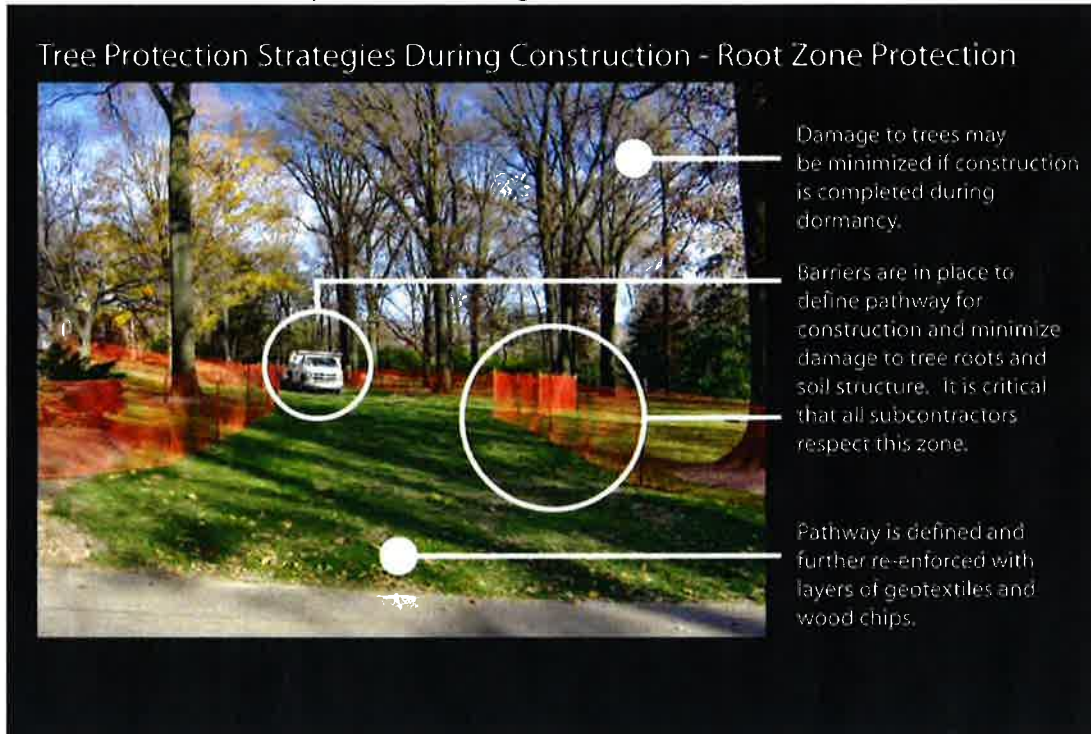 Tree Protection Strategies During Construction - Root Zone Protection
Damage to trees may
be minimized if construction
is completed during
dormancy.
Barriers are in place to
define pathway for
construction and minimize
damage to tree roots and
soil structure. It is critical
that all subcontractors
respect this zone.
Pathway is defined and
further re-enforced with
layers of geotextiles and
wood chips.